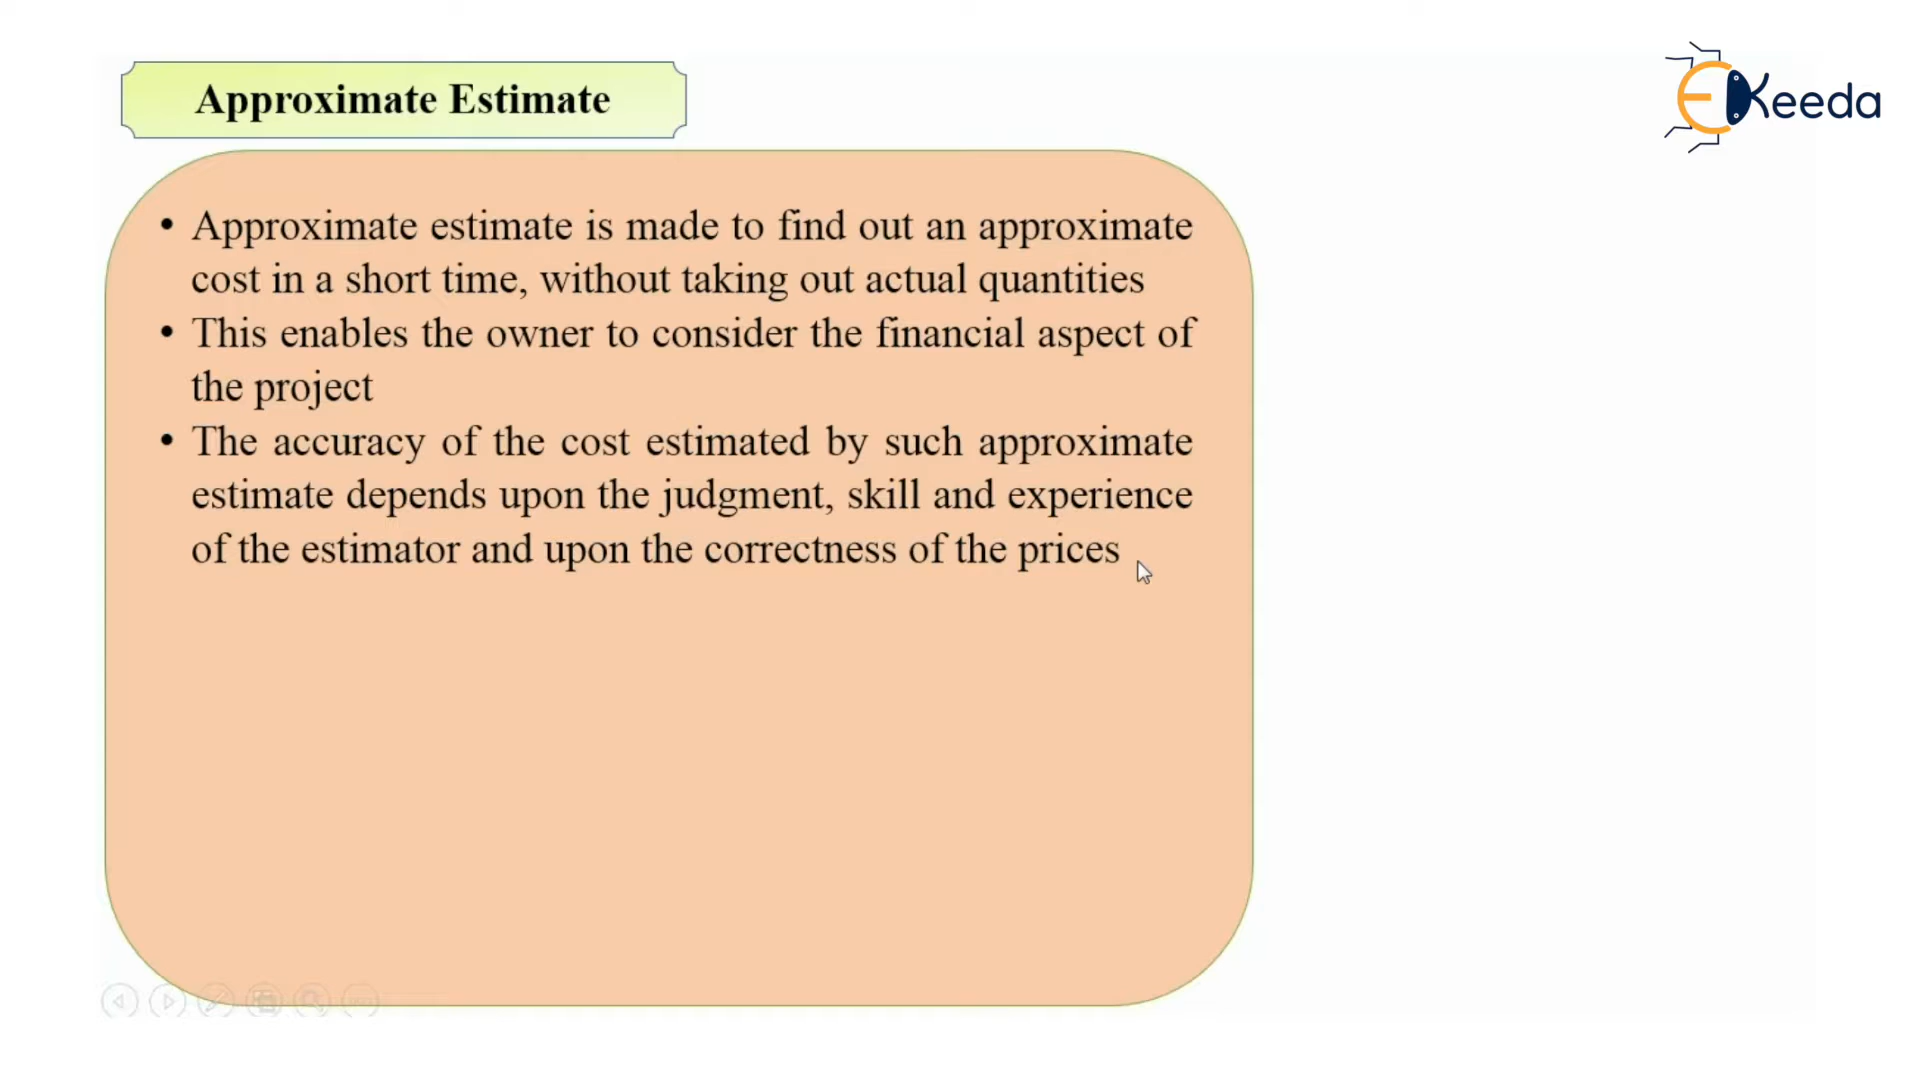 Approximate Estimate
EKeeda
• Approximate estimate is made to find out an approximate
cost in a short time, without taking out actual quantities
• This enables the owner to consider the financial aspect of
the project
• The accuracy of the cost estimated by such approximate
estimate depends upon the judgment, skill and experience
of the estimator and upon the correctness of the prices